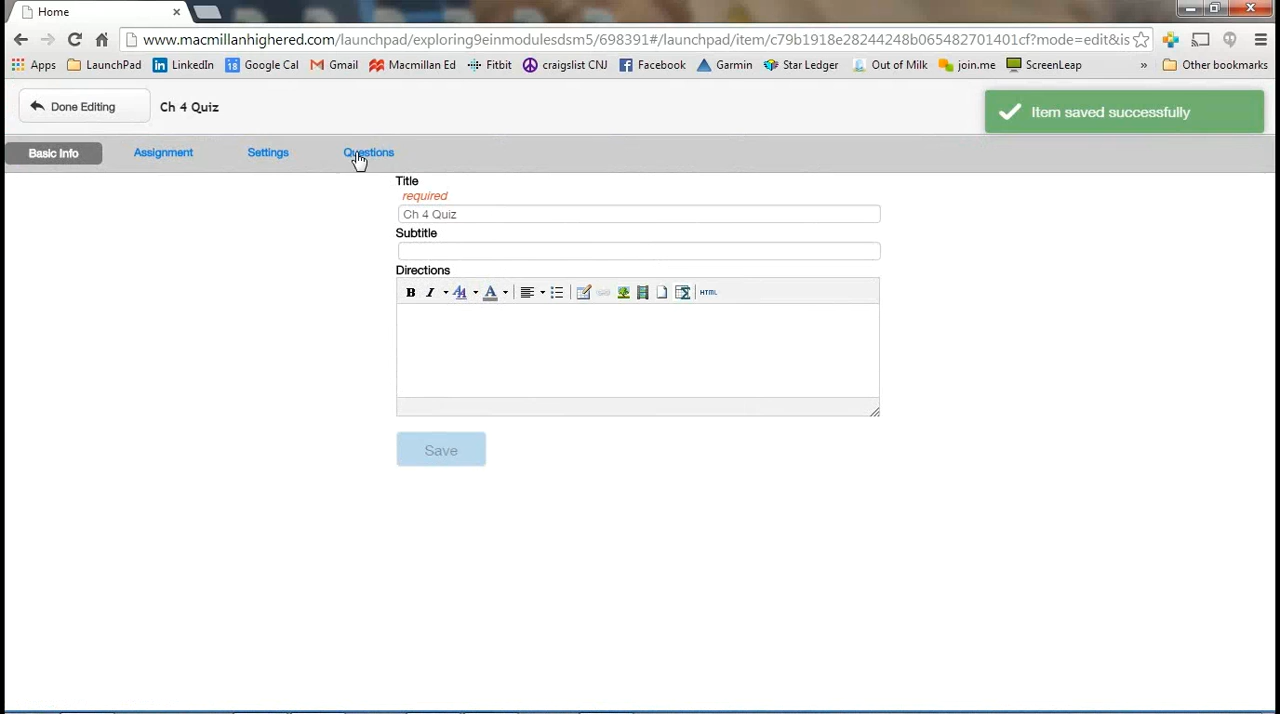 Home
www.macmillanhighered.com/launchpad/exploring9einmodulesdsm5/698391#/launchpad/item/c79b1918e28244248b065482701401cf?mode=edit&is
Apps LaunchPad LinkedIn 18 Google Cal Gmail Macmillan Ed Fitbit craigslist CNJ Facebook Garmin Star Ledger Out of Milk join.me ScreenLeap » Other bookmarks
Done Editing Ch 4 Quiz
Item saved successfully
Basic Info Assignment Settings Questions
Title
required
Ch 4 Quiz
Subtitle
Directions
B I A A HTML
Save